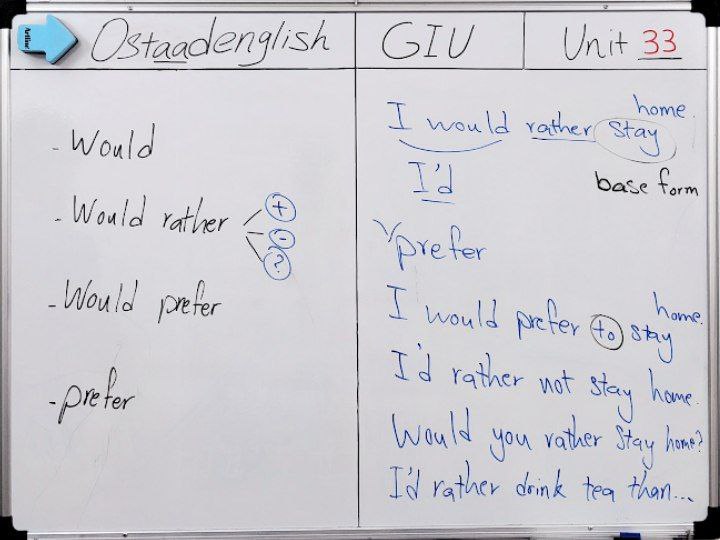 Ostaadenglish
GIU
Unit 33
- Would
- Would rather
+
-
?
- Would prefer
- prefer
I would rather stay home.
I'd
base form
prefer
I would prefer to stay home.
I'd rather not stay home.
Would you rather stay home?
I'd rather drink tea than...